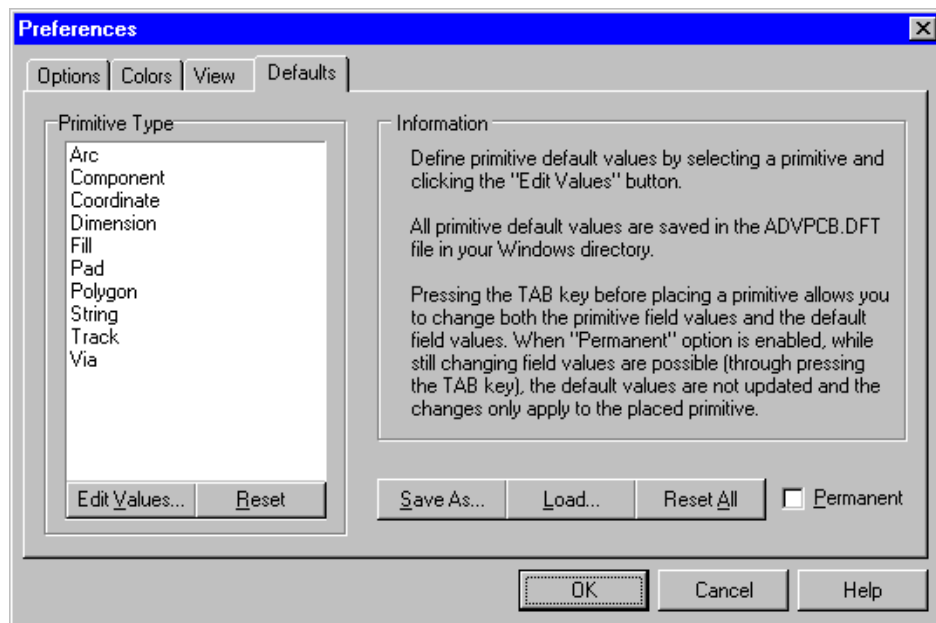 Preferences
Options
Colors
View
Defaults
Primitive Type
Arc
Component
Coordinate
Dimension
Fill
Pad
Polygon
String
Track
Via
Edit Values...
Reset
Information
Define primitive default values by selecting a primitive and
clicking the "Edit Values" button.
All primitive default values are saved in the ADVPCB.DFT
file in your Windows directory.
Pressing the TAB key before placing a primitive allows you
to change both the primitive field values and the default
field values. When "Permanent" option is enabled, while
still changing field values are possible (through pressing
the TAB key), the default values are not updated and the
changes only apply to the placed primitive.
Save As...
Load...
Reset All
Permanent
OK
Cancel
Help